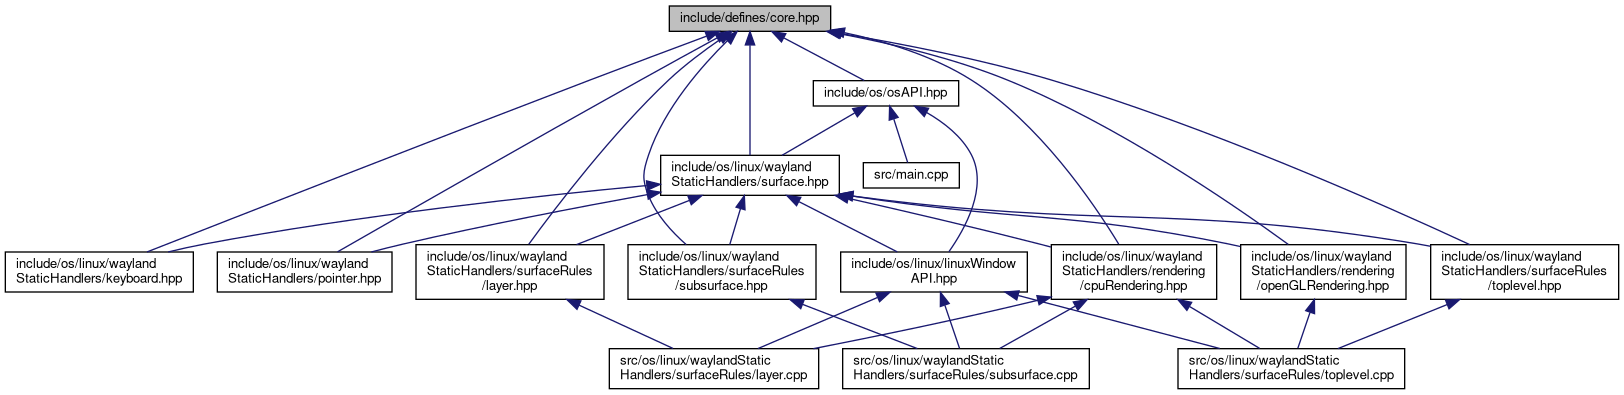 include/defines/core.hpp
include/os/osAPI.hpp
include/os/linux/wayland
StaticHandlers/surface.hpp
src/main.cpp
include/os/linux/wayland
StaticHandlers/keyboard.hpp
include/os/linux/wayland
StaticHandlers/pointer.hpp
include/os/linux/wayland
StaticHandlers/surfaceRules
/layer.hpp
include/os/linux/wayland
StaticHandlers/surfaceRules
/subsurface.hpp
include/os/linux/linuxWindow
API.hpp
include/os/linux/wayland
StaticHandlers/rendering
/cpuRendering.hpp
include/os/linux/wayland
StaticHandlers/rendering
/openGLRendering.hpp
include/os/linux/wayland
StaticHandlers/surfaceRules
/toplevel.hpp
src/os/linux/waylandStatic
Handlers/surfaceRules/layer.cpp
src/os/linux/waylandStatic
Handlers/surfaceRules/subsurface.cpp
src/os/linux/waylandStatic
Handlers/surfaceRules/toplevel.cpp